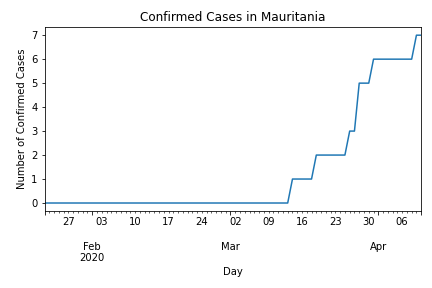 Confirmed Cases in Mauritania
Number of Confirmed Cases
7
6
5
4
3
2
1
0
27 03 10 17 24 02 09 16 23 30 06
Feb Mar Apr
2020
Day